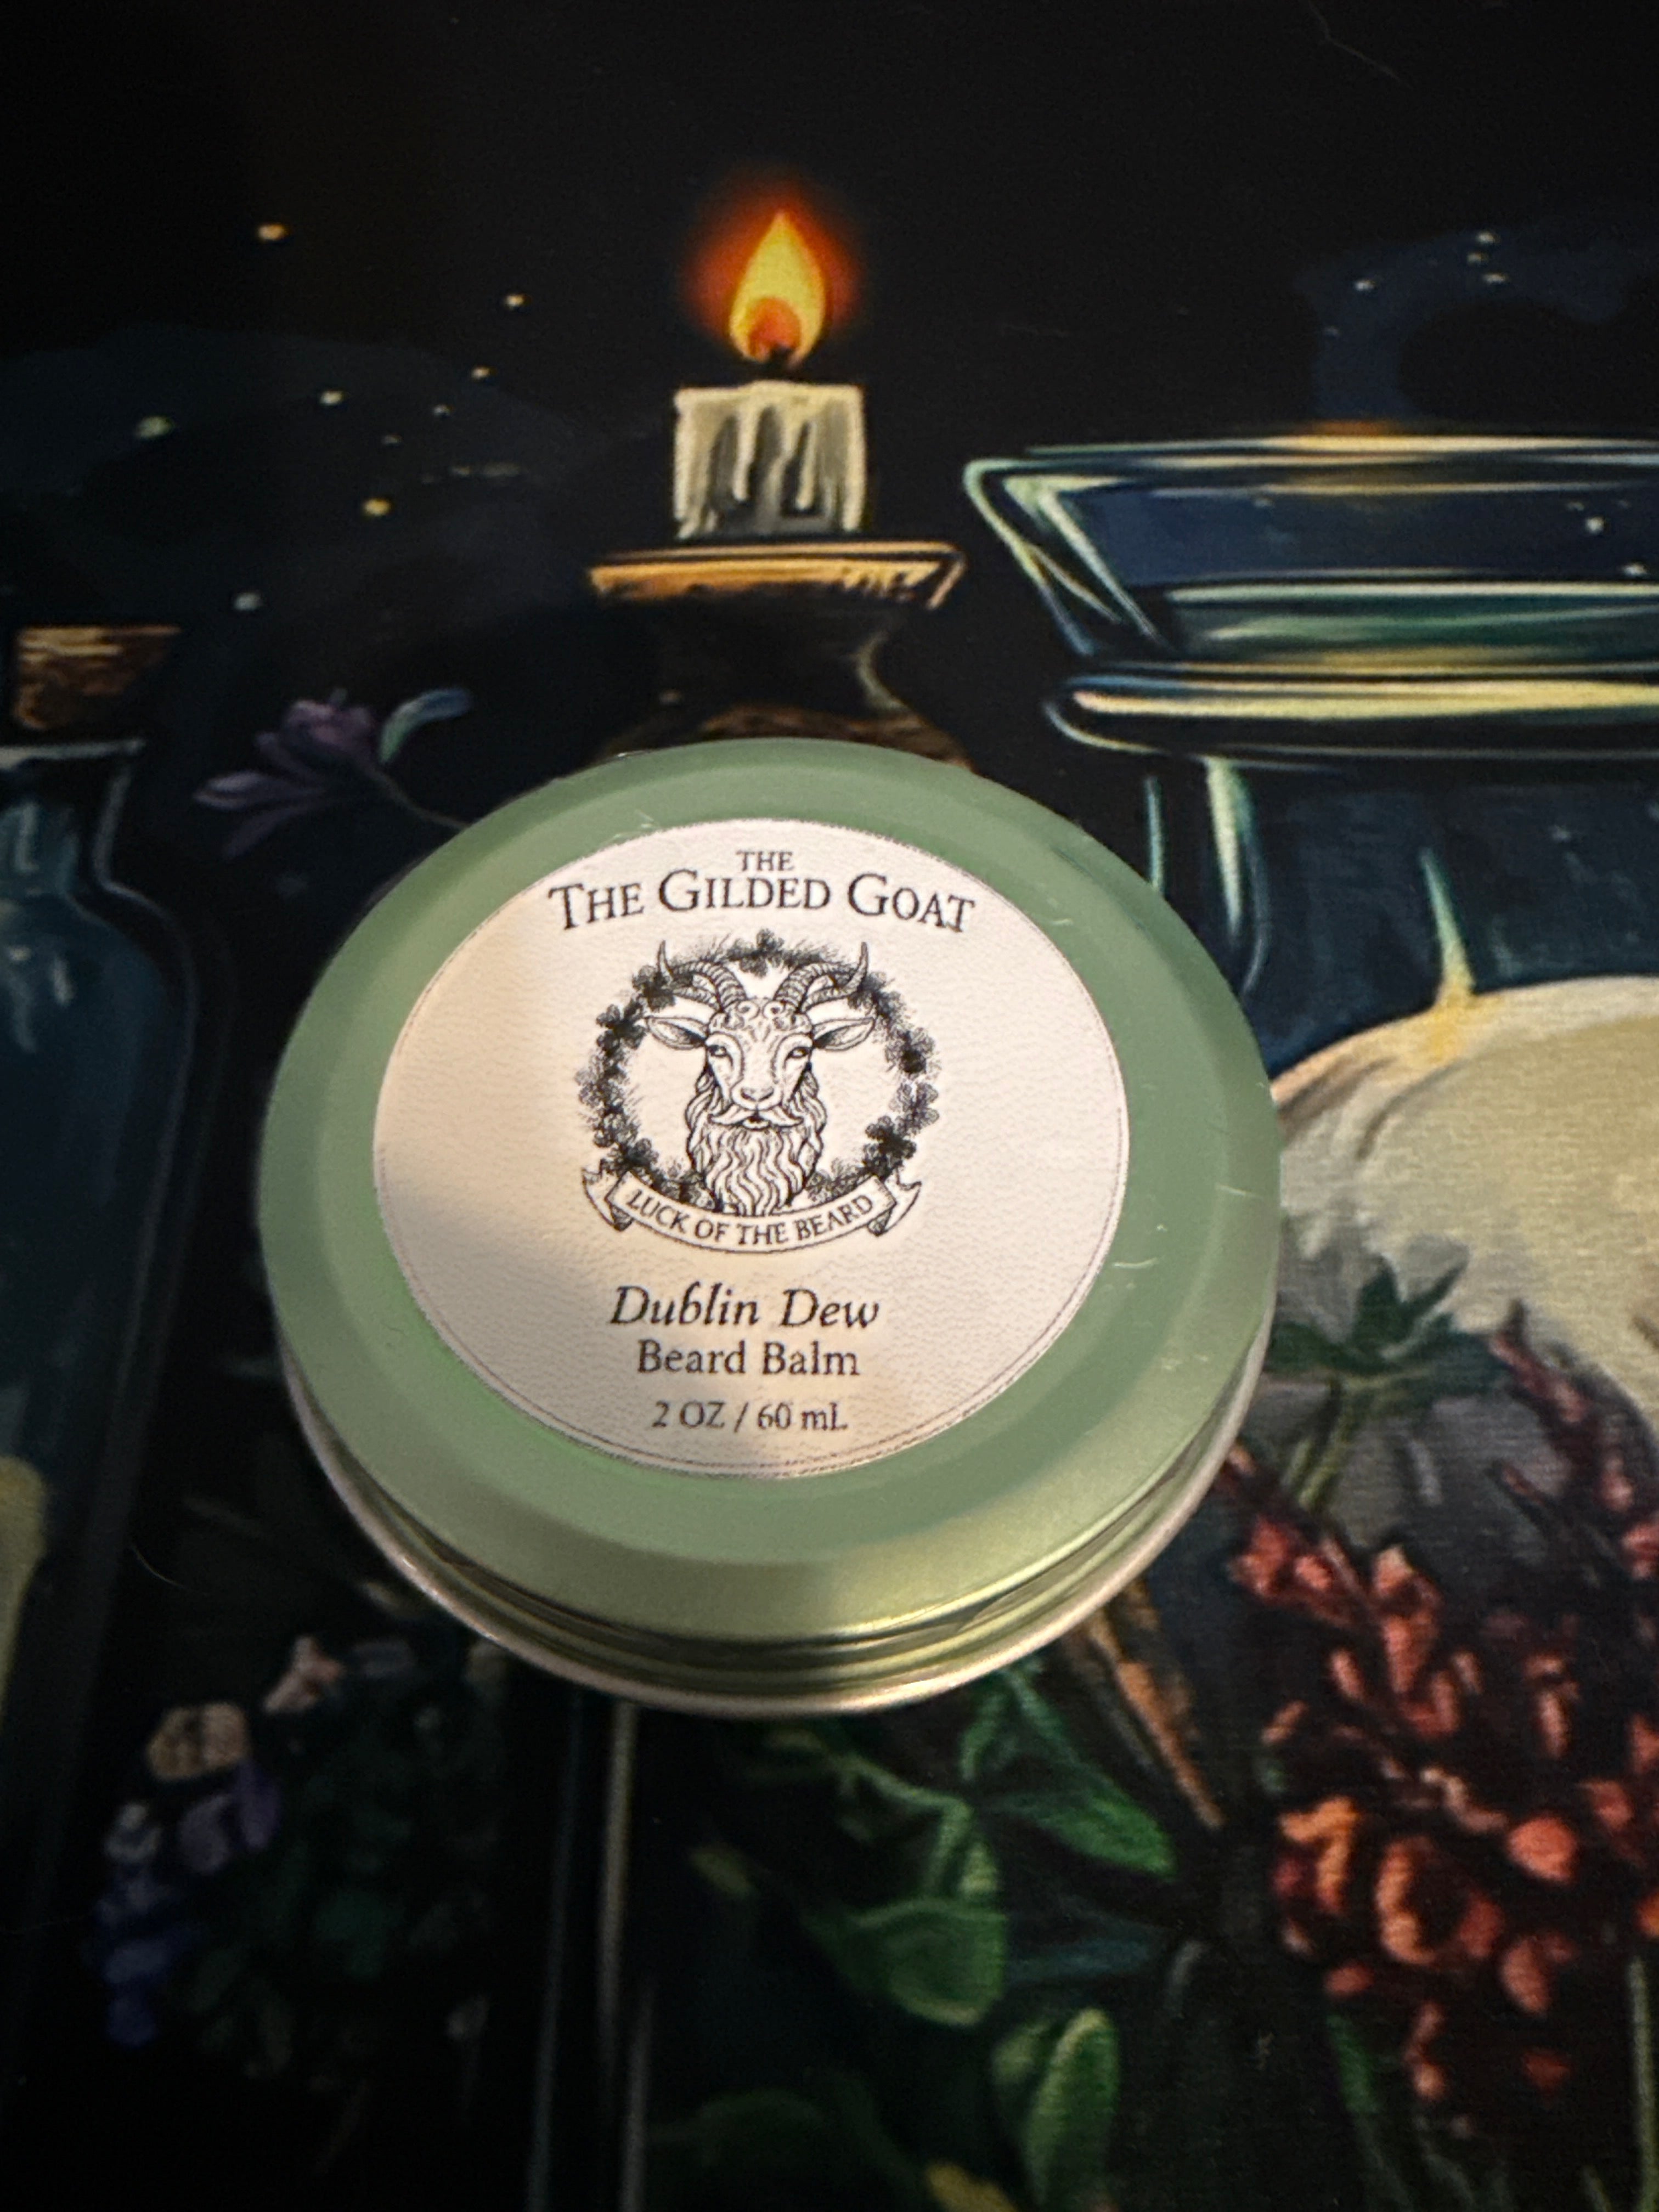 THE
THE GILDED GOAT
LUCK OF THE BEARD
Dublin Dew
Beard Balm
2 OZ / 60 mL